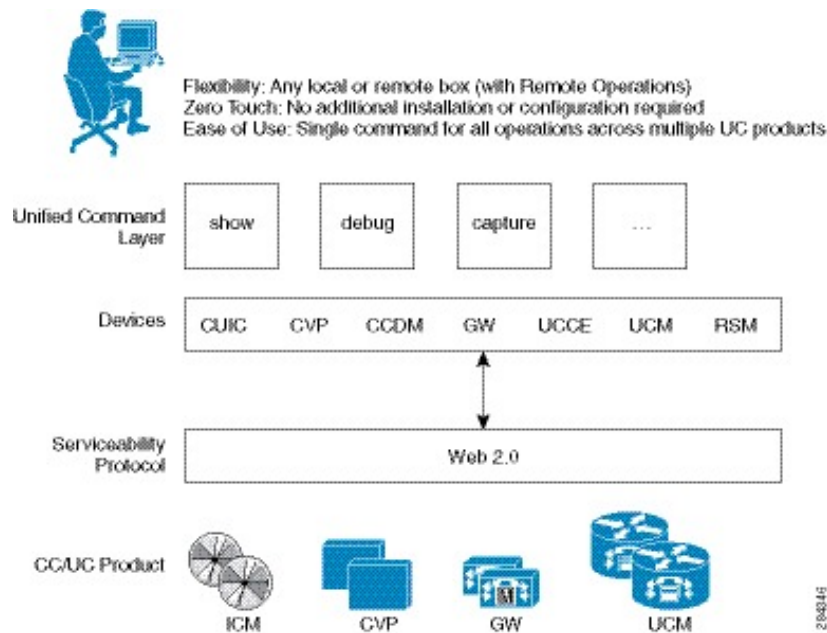 Flexibility: Any local or remote box (with Remote Operations)
Zero Touch: No additional installation or configuration required
Ease of Use: Single command for all operations across multiple UC products
Unified Command
Layer
show
debug
capture
...
Devices
CUIC CVP CCDM GW UCCE UCM RSM
Serviceability
Protocol
Web 2.0
CC/UC Product
M
ICM
CVP
GW
UCM
284346